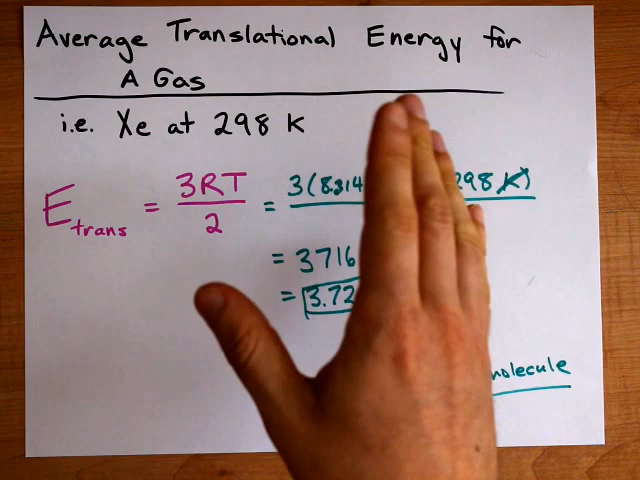 Average Translational Energy for
A Gas
i.e. Xe at 298 K
E trans = 3RT / 2 = 3(8.314 298 K)
= 3716
= 3.72
molecule